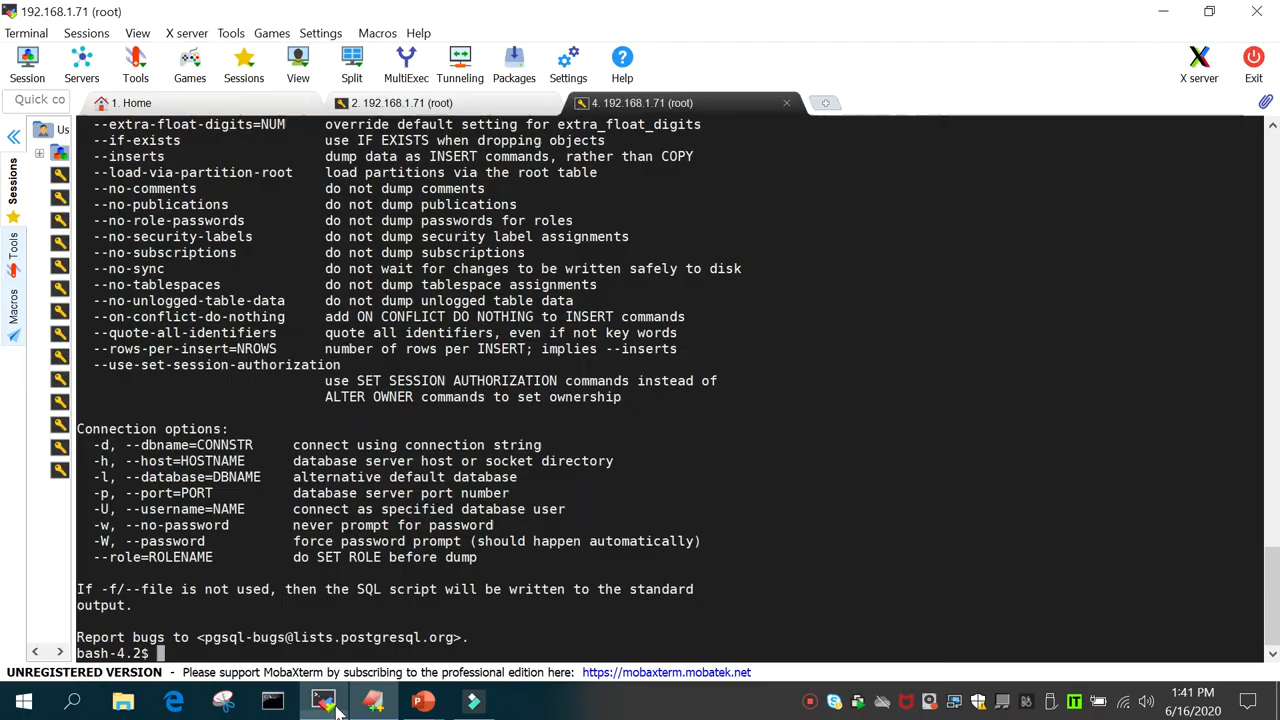 192.168.1.71 (root)
Terminal Sessions View X server Tools Games Settings Macros Help
Session Servers Tools Games Sessions View Split MultiExec Tunneling Packages Settings Help X server Exit
Quick co
1. Home
2. 192.168.1.71 (root)
4. 192.168.1.71 (root)
Us
Sessions
Tools
Macros
--extra-float-digits=NUM override default setting for extra_float_digits
--if-exists use IF EXISTS when dropping objects
--inserts dump data as INSERT commands, rather than COPY
--load-via-partition-root load partitions via the root table
--no-comments do not dump comments
--no-publications do not dump publications
--no-role-passwords do not dump passwords for roles
--no-security-labels do not dump security label assignments
--no-subscriptions do not dump subscriptions
--no-sync do not wait for changes to be written safely to disk
--no-tablespaces do not dump tablespace assignments
--no-unlogged-table-data do not dump unlogged table data
--on-conflict-do-nothing add ON CONFLICT DO NOTHING to INSERT commands
--quote-all-identifiers quote all identifiers, even if not key words
--rows-per-insert=NROWS number of rows per INSERT; implies --inserts
--use-set-session-authorization
use SET SESSION AUTHORIZATION commands instead of
ALTER OWNER commands to set ownership
Connection options:
-d, --dbname=CONNSTR connect using connection string
-h, --host=HOSTNAME database server host or socket directory
-l, --database=DBNAME alternative default database
-p, --port=PORT database server port number
-U, --username=NAME connect as specified database user
-w, --no-password never prompt for password
-W, --password force password prompt (should happen automatically)
--role=ROLENAME do SET ROLE before dump
If -f/--file is not used, then the SQL script will be written to the standard
output.
Report bugs to <pgsql-bugs@lists.postgresql.org>.
bash-4.2$
UNREGISTERED VERSION - Please support MobaXterm by subscribing to the professional edition here: https://mobaxterm.mobatek.net
1:41 PM
6/16/2020